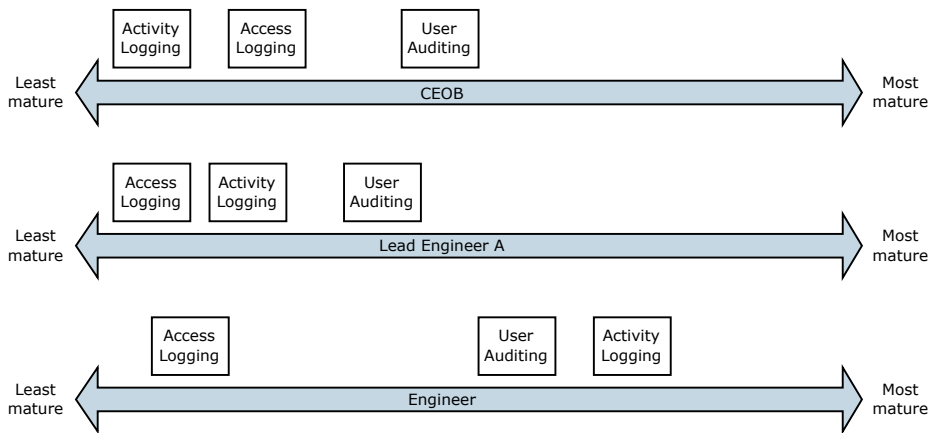 Activity
Logging
Access
Logging
User
Auditing
Least
mature
CEOB
Most
mature
Access
Logging
Activity
Logging
User
Auditing
Least
mature
Lead Engineer A
Most
mature
Access
Logging
User
Auditing
Activity
Logging
Least
mature
Engineer
Most
mature